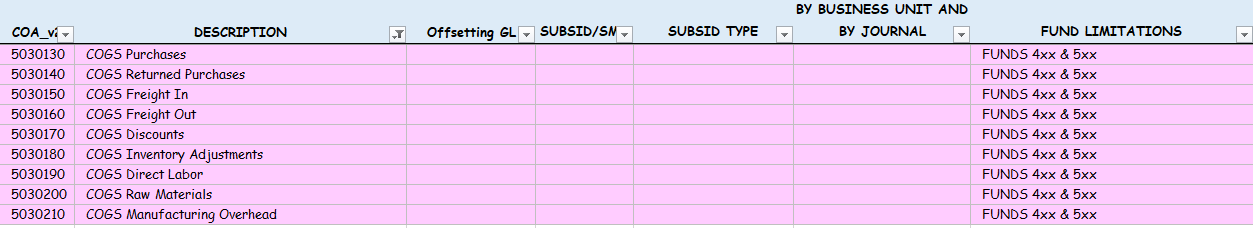 BY BUSINESS UNIT AND
COA_v2 DESCRIPTION Offsetting GL SUBSID/SM SUBSID TYPE BY JOURNAL FUND LIMITATIONS
5030130 COGS Purchases FUNDS 4xx & 5xx
5030140 COGS Returned Purchases FUNDS 4xx & 5xx
5030150 COGS Freight In FUNDS 4xx & 5xx
5030160 COGS Freight Out FUNDS 4xx & 5xx
5030170 COGS Discounts FUNDS 4xx & 5xx
5030180 COGS Inventory Adjustments FUNDS 4xx & 5xx
5030190 COGS Direct Labor FUNDS 4xx & 5xx
5030200 COGS Raw Materials FUNDS 4xx & 5xx
5030210 COGS Manufacturing Overhead FUNDS 4xx & 5xx